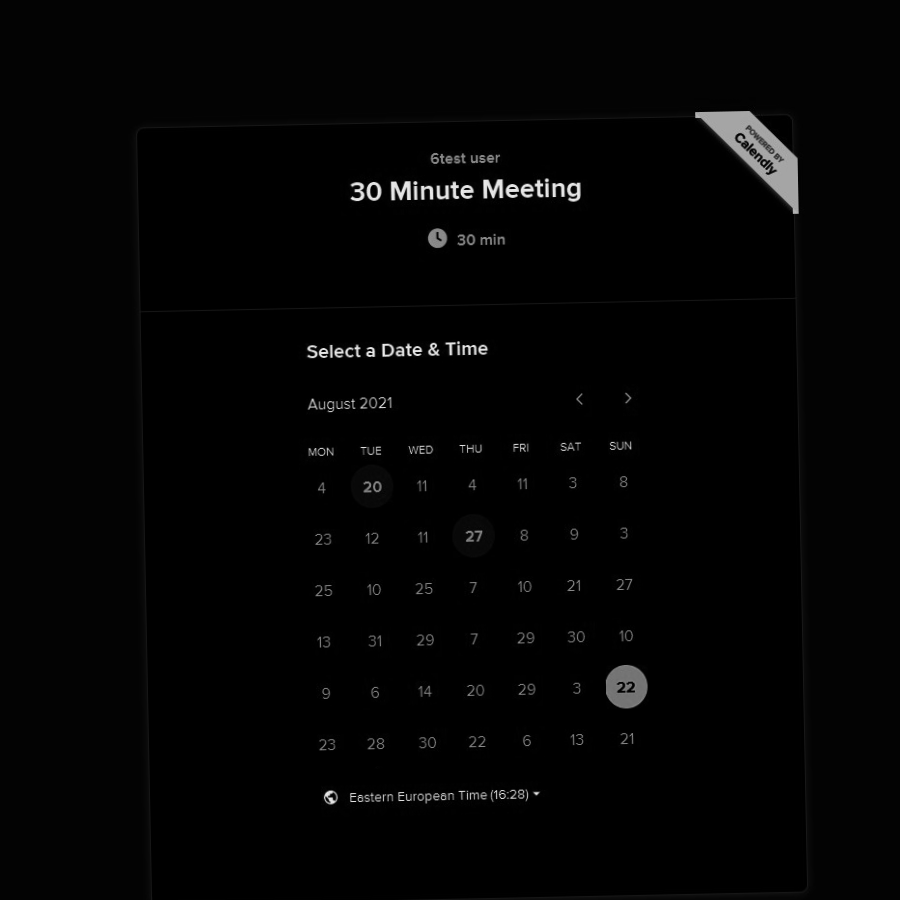 POWERED BY
Calendly
6test user
30 Minute Meeting
30 min
Select a Date & Time
August 2021
MON TUE WED THU FRI SAT SUN
4 20 11 4 11 3 8
23 12 11 27 8 9 3
25 10 25 7 10 21 27
13 31 29 7 29 30 10
9 6 14 20 29 3 22
23 28 30 22 6 13 21
Eastern European Time (16:28)